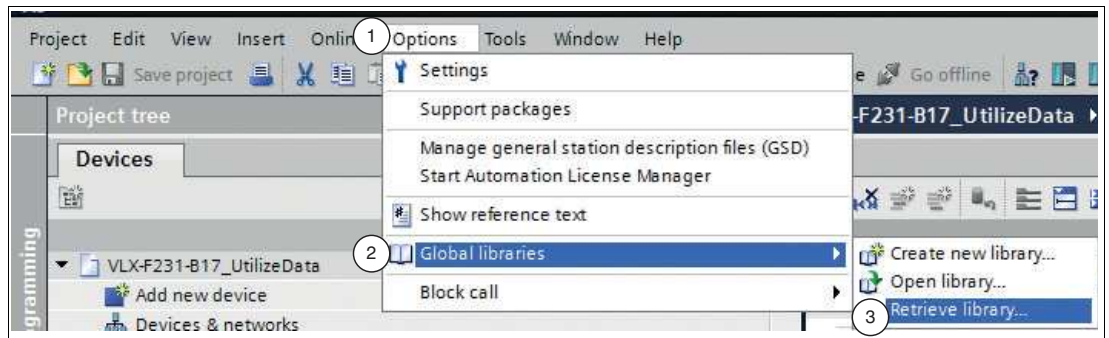 Project Edit View Insert Onlin 1 Options Tools Window Help
Save project
Settings
e Go offline
Support packages
Project tree
-F231-B17_UtilizeData
Devices
Manage general station description files (GSD)
Start Automation License Manager
Show reference text
2 Global libraries
Create new library...
VLX-F231-B17_UtilizeData
Open library...
Add new device
Block call
3 Retrieve library...
Devices & networks
gramming